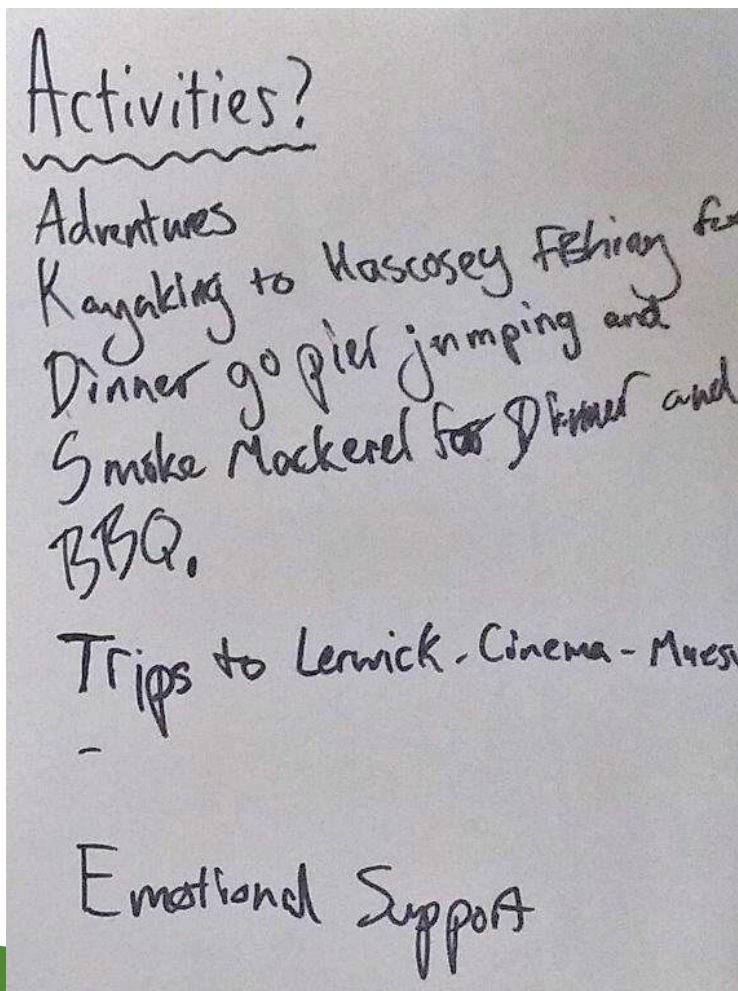 Activities?
Adventures
Kayaking to Hascosey fishing for
Dinner go pier jumping and
Smoke Mackerel for Dinner and
BBQ.
Trips to Lerwick. Cinema -
-
Emotional Support